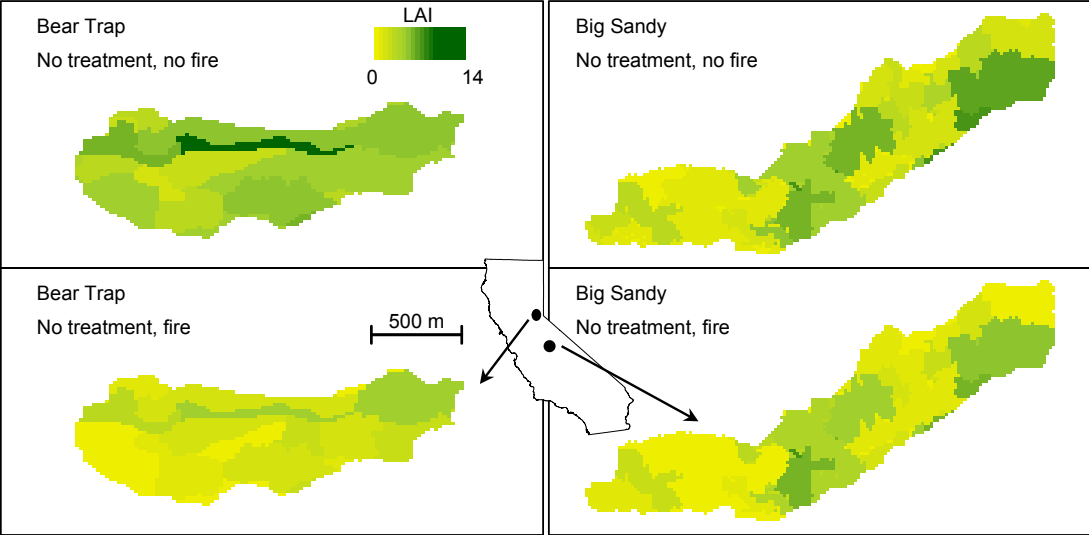 Bear Trap
No treatment, no fire
LAI
0
14
Big Sandy
No treatment, no fire
Bear Trap
No treatment, fire
500 m
Big Sandy
No treatment, fire